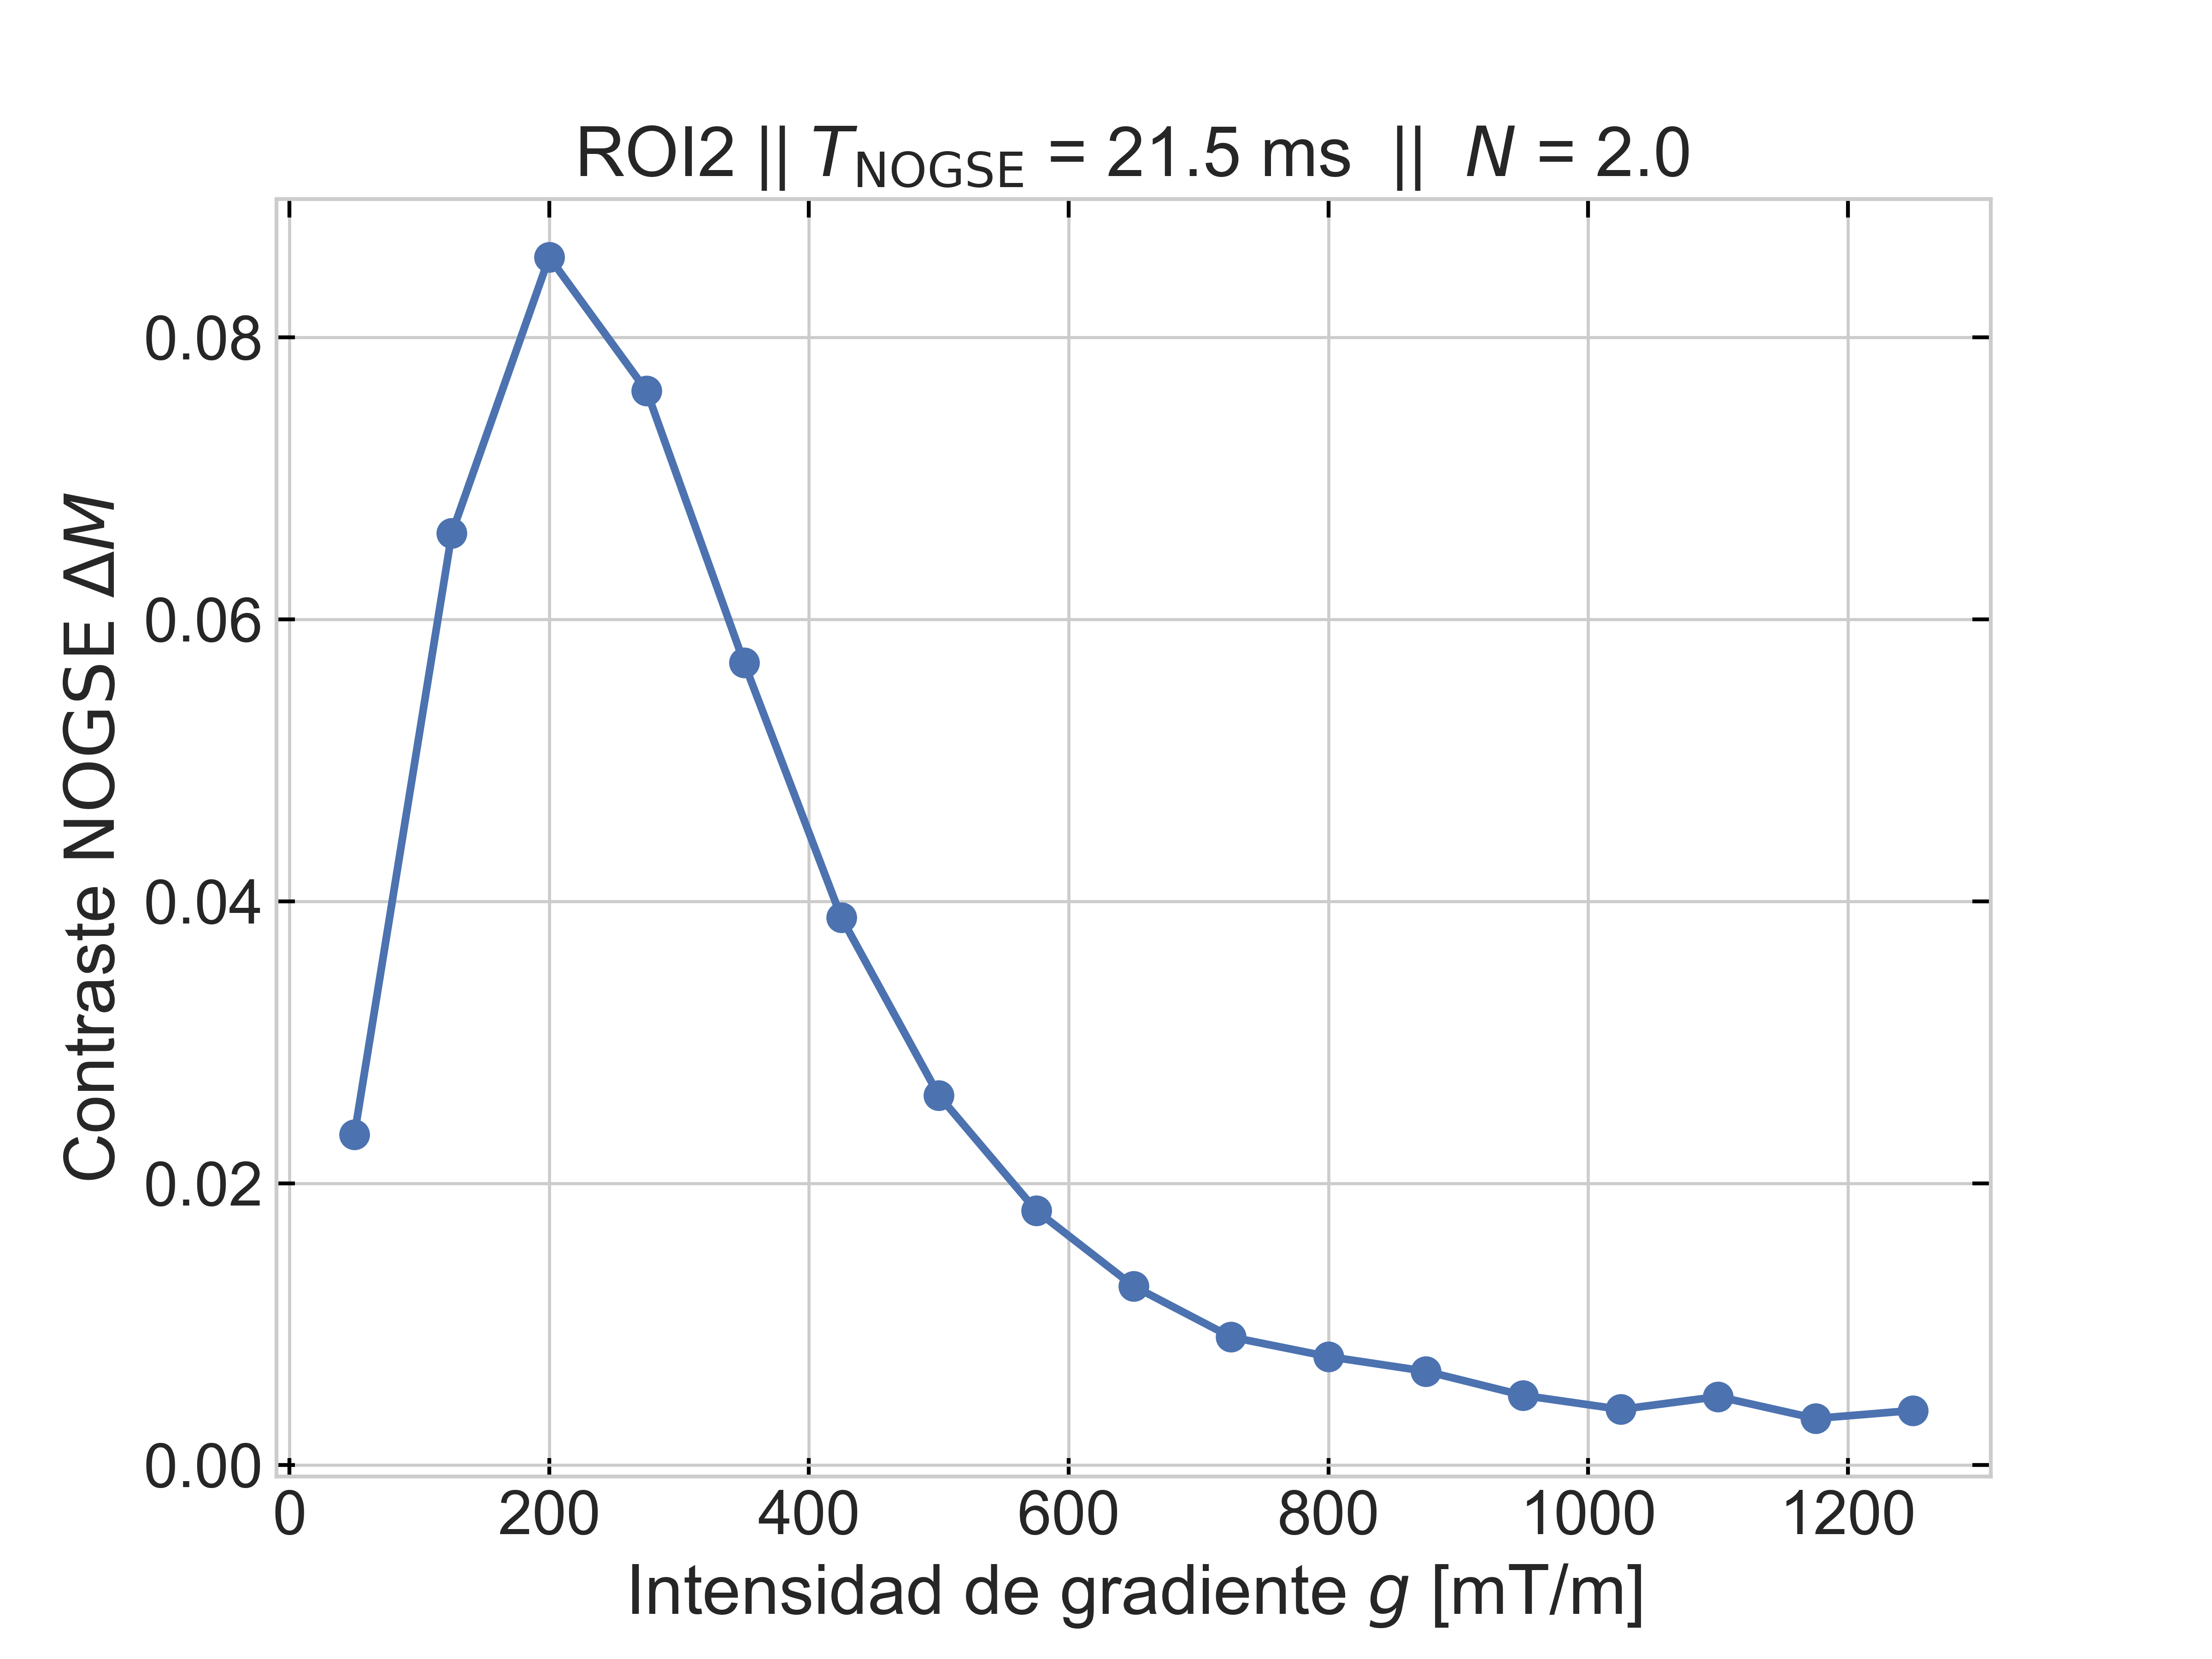 ROI2 || T_NOGSE = 21.5 ms || N = 2.0
Contraste NOGSE ΔM
0.08
0.06
0.04
0.02
0.00
0 200 400 600 800 1000 1200
Intensidad de gradiente g [mT/m]